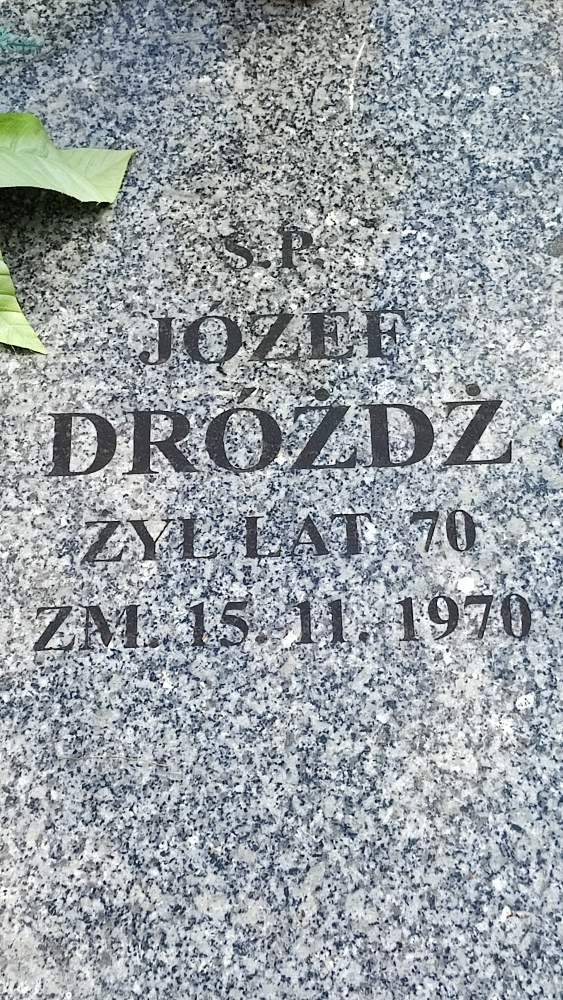 Ś.P.
JÓZEF
DRÓŻDŻ
ŻYŁ LAT 70
ZM. 15. 11. 1970